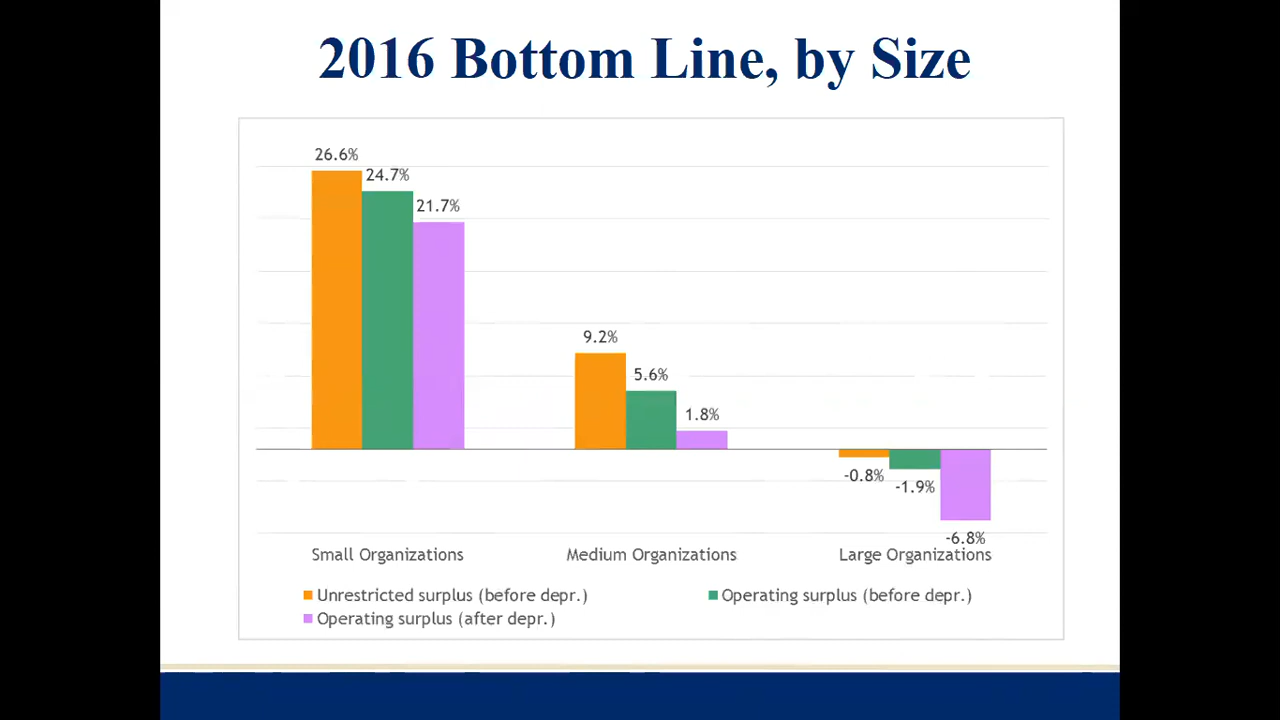 2016 Bottom Line, by Size
26.6%
24.7%
21.7%
9.2%
5.6%
1.8%
-0.8%
-1.9%
-6.8%
Small Organizations Medium Organizations Large Organizations
Unrestricted surplus (before depr.) Operating surplus (before depr.)
Operating surplus (after depr.)